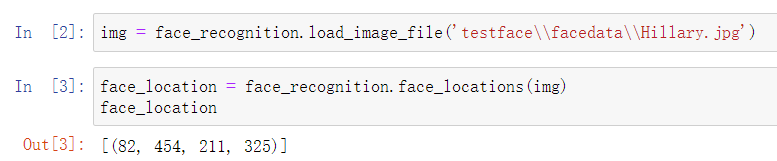 In [2]: img = face_recognition.load_image_file('testface\\facedata\\Hillary.jpg')
In [3]: face_location = face_recognition.face_locations(img)
face_location
Out[3]: [(82, 454, 211, 325)]